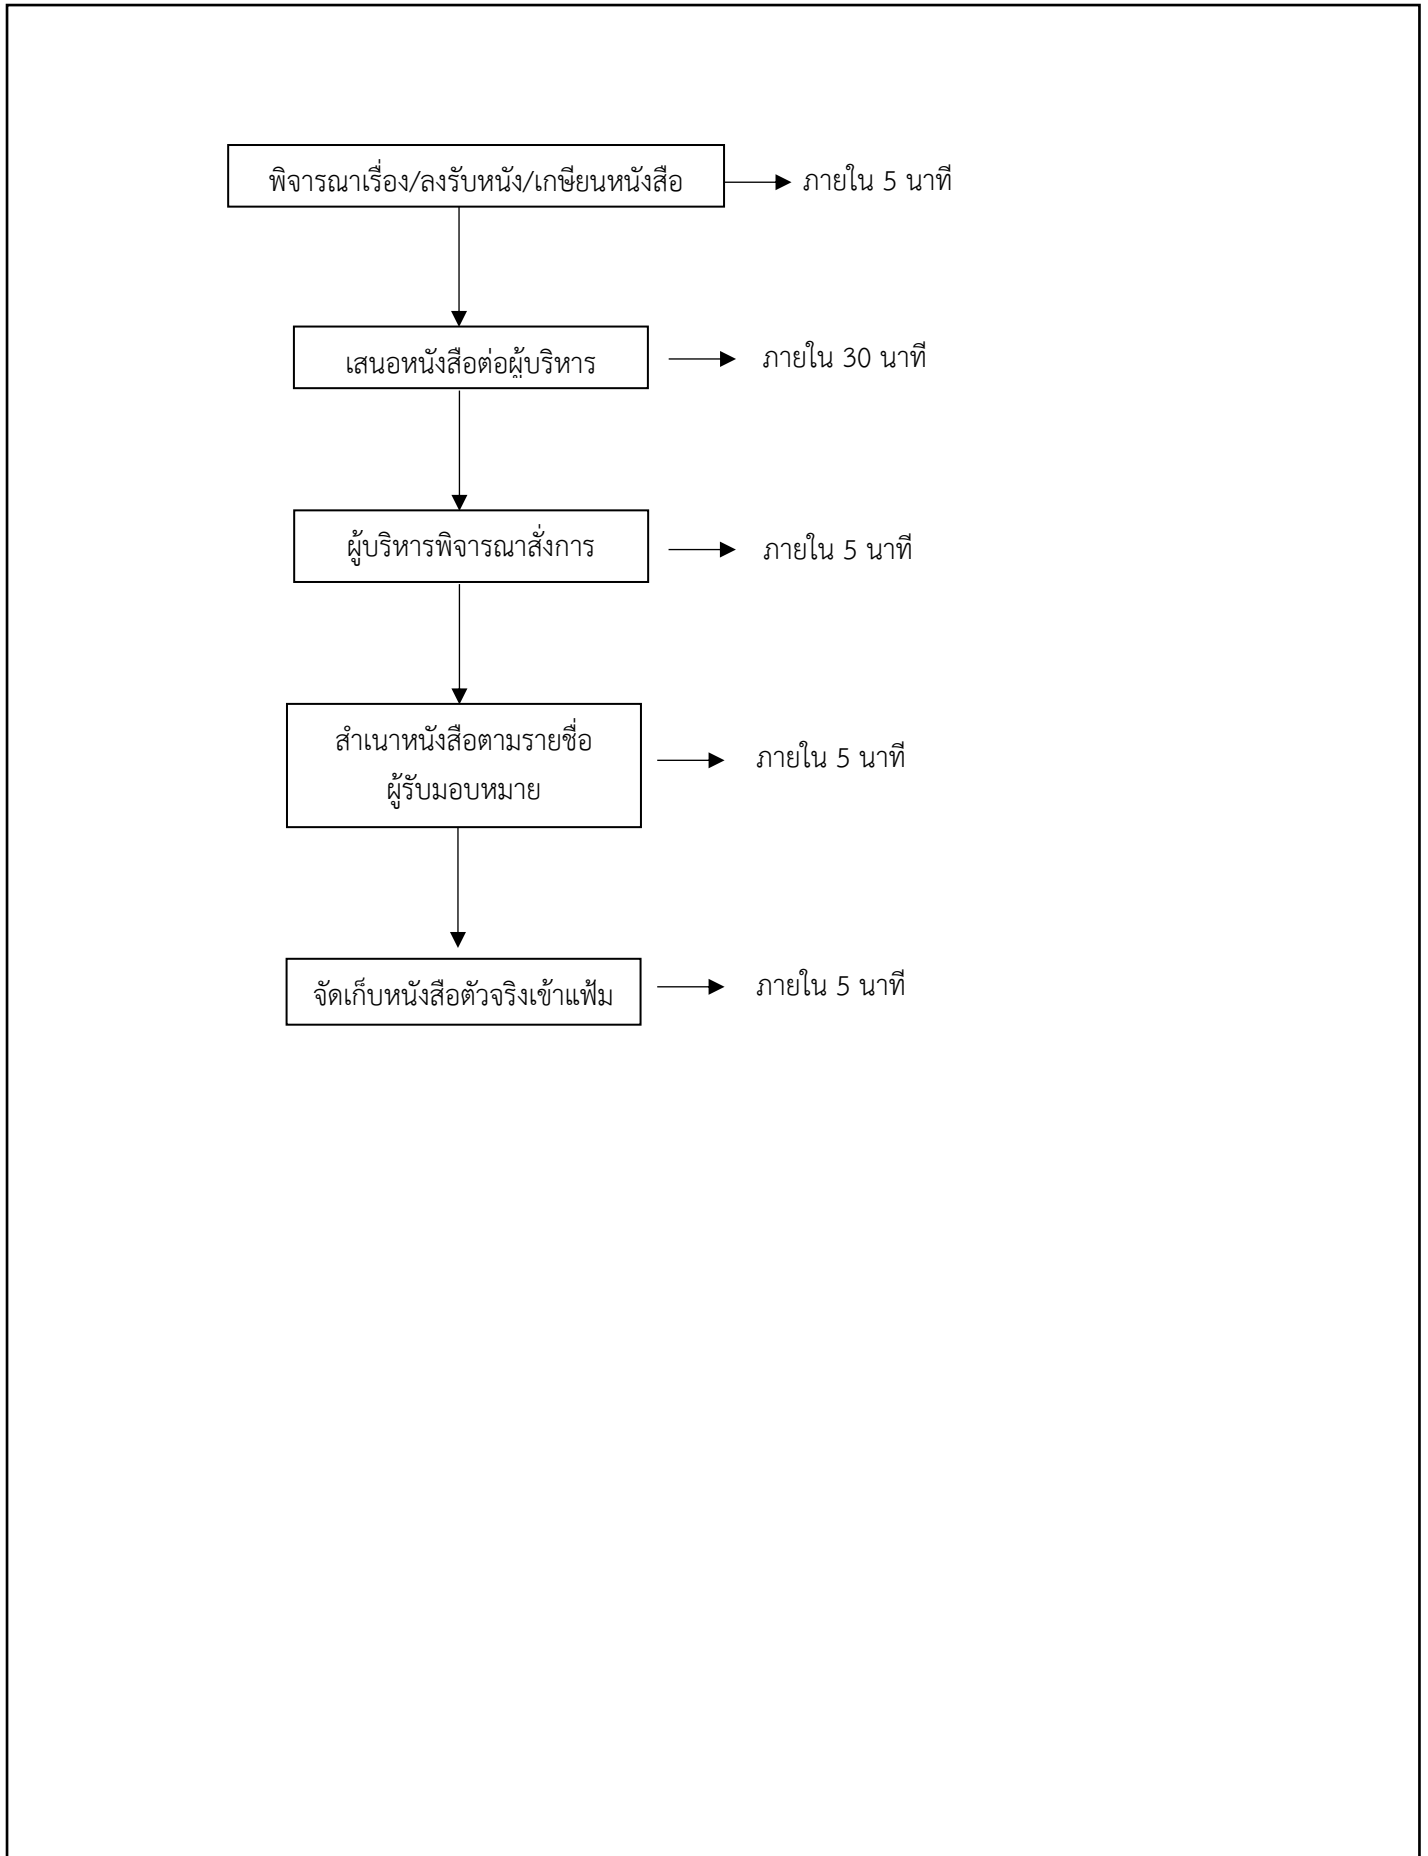 พิจารณาเรื่อง/ลงรับหนัง/เกษียนหนังสือ
ภายใน 5 นาที
เสนอหนังสือต่อผู้บริหาร
ภายใน 30 นาที
ผู้บริหารพิจารณาสั่งการ
ภายใน 5 นาที
สำเนาหนังสือตามรายชื่อ
ผู้รับมอบหมาย
ภายใน 5 นาที
จัดเก็บหนังสือตัวจริงเข้าแฟ้ม
ภายใน 5 นาที